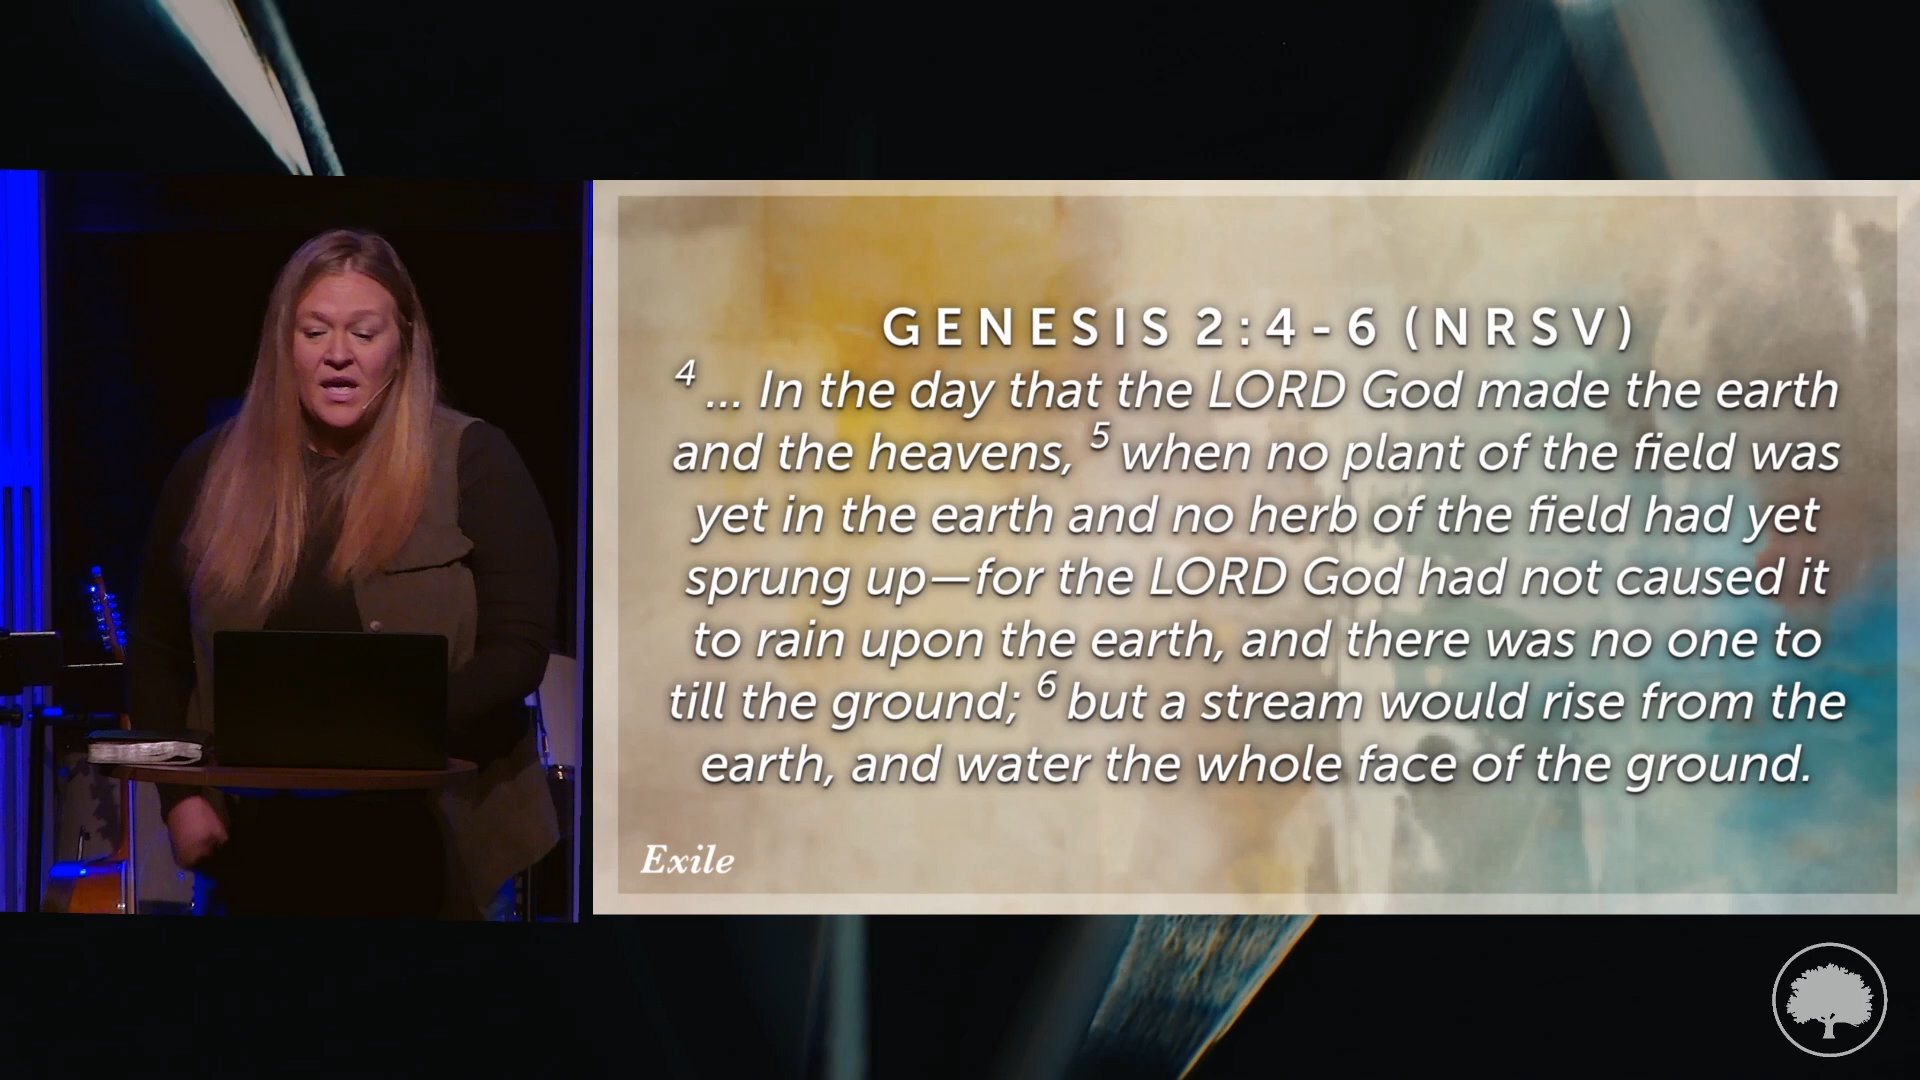 GENESIS 2:4-6 (NRSV)
4 ... In the day that the LORD God made the earth
and the heavens, 5 when no plant of the field was
yet in the earth and no herb of the field had yet
sprung up—for the LORD God had not caused it
to rain upon the earth, and there was no one to
till the ground; 6 but a stream would rise from the
earth, and water the whole face of the ground.
Exile